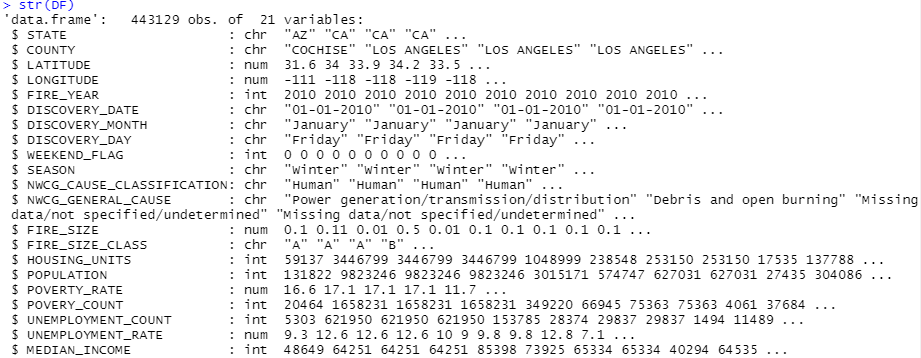 > str(DF)
'data.frame':	443129 obs. of  21 variables:
 $ STATE                    : chr  "AZ" "CA" "CA" "CA" ...
 $ COUNTY                   : chr  "COCHISE" "LOS ANGELES" "LOS ANGELES" "LOS ANGELES" ...
 $ LATITUDE                 : num  31.6 34 33.9 34.2 33.5 ...
 $ LONGITUDE                : num  -111 -118 -118 -119 -118 ...
 $ FIRE_YEAR                : int  2010 2010 2010 2010 2010 2010 2010 2010 2010 2010 ...
 $ DISCOVERY_DATE           : chr  "01-01-2010" "01-01-2010" "01-01-2010" "01-01-2010" ...
 $ DISCOVERY_MONTH          : chr  "January" "January" "January" "January" ...
 $ DISCOVERY_DAY            : chr  "Friday" "Friday" "Friday" "Friday" ...
 $ WEEKEND_FLAG             : int  0 0 0 0 0 0 0 0 0 0 ...
 $ SEASON                   : chr  "Winter" "Winter" "Winter" "Winter" ...
 $ NWCG_CAUSE_CLASSIFICATION: chr  "Human" "Human" "Human" "Human" ...
 $ NWCG_GENERAL_CAUSE       : chr  "Power generation/transmission/distribution" "Debris and open burning" "Missing
data/not specified/undetermined" "Missing data/not specified/undetermined" ...
 $ FIRE_SIZE                : num  0.1 0.11 0.01 0.5 0.01 0.1 0.1 0.1 0.1 0.1 ...
 $ FIRE_SIZE_CLASS          : chr  "A" "A" "A" "B" ...
 $ HOUSING_UNITS            : int  59137 3446799 3446799 3446799 1048999 238548 253150 253150 17535 137788 ...
 $ POPULATION               : int  131822 9823246 9823246 9823246 3015171 574747 627031 627031 27435 304086 ...
 $ POVERTY_RATE             : num  16.6 17.1 17.1 17.1 11.7 ...
 $ POVERTY_COUNT            : int  20464 1658231 1658231 1658231 349220 66945 75363 75363 4061 37684 ...
 $ UNEMPLOYMENT_COUNT       : int  5303 621950 621950 621950 153785 28374 29837 29837 1494 11489 ...
 $ UNEMPLOYMENT_RATE        : num  9.3 12.6 12.6 12.6 10 9 9.8 9.8 12.8 7.1 ...
 $ MEDIAN_INCOME            : int  48649 64251 64251 64251 85398 73925 65334 65334 40294 64535 ...